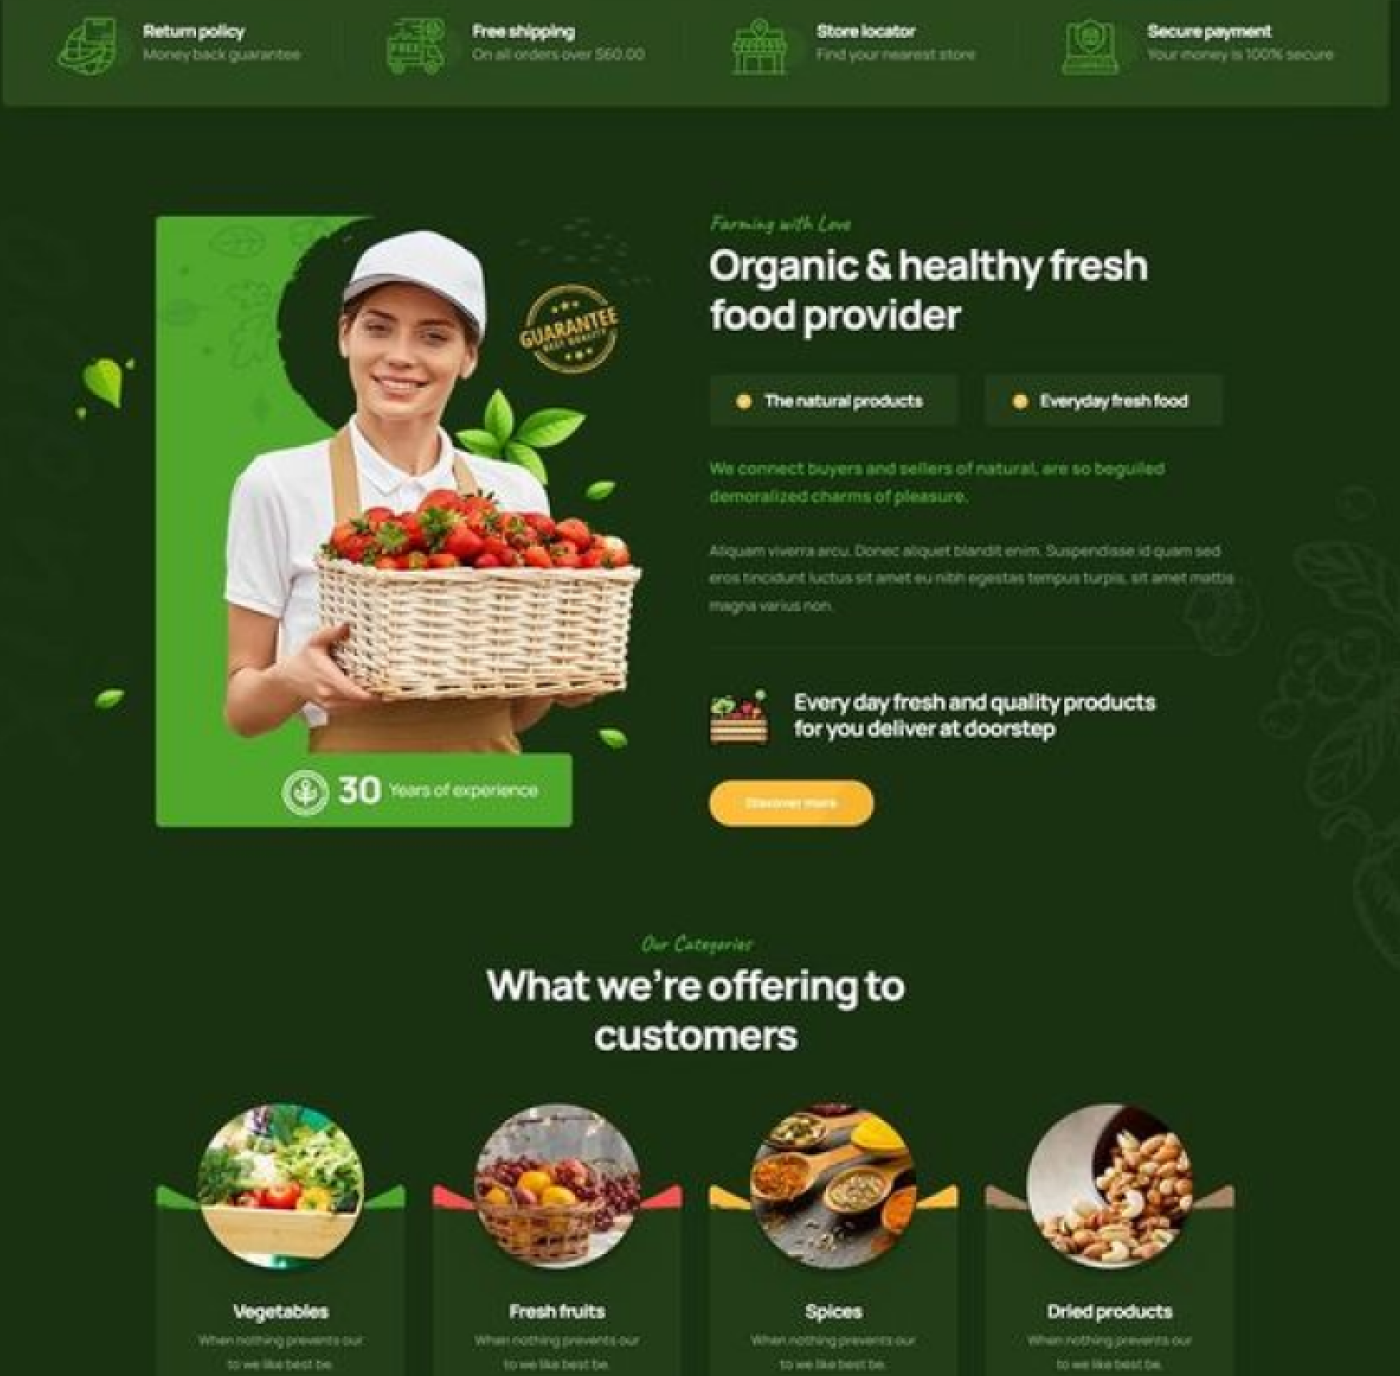 Return policy
Money back guarantee
Free shipping
On all orders over $60.00
Store locator
Find your nearest store
Secure payment
Your money is 100% secure
FREE
Farming with Love
Organic & healthy fresh
food provider
GUARANTEE
BEST QUALITY
The natural products
Everyday fresh food
We connect buyers and sellers of natural, are so beguiled
demoralized charms of pleasure.
Aliquam viverra arcu. Donec aliquet blandit enim. Suspendisse id quam sed
eros tincidunt luctus sit amet eu nibh egestas tempus turpis, sit amet mattis
magna varius non.
Every day fresh and quality products
for you deliver at doorstep
30 Years of experience
Discover more
Our Categories
What we're offering to
customers
Vegetables
When nothing prevents our
to we like best be.
Fresh fruits
When nothing prevents our
to we like best be.
Spices
When nothing prevents our
to we like best be.
Dried products
When nothing prevents our
to we like best be.